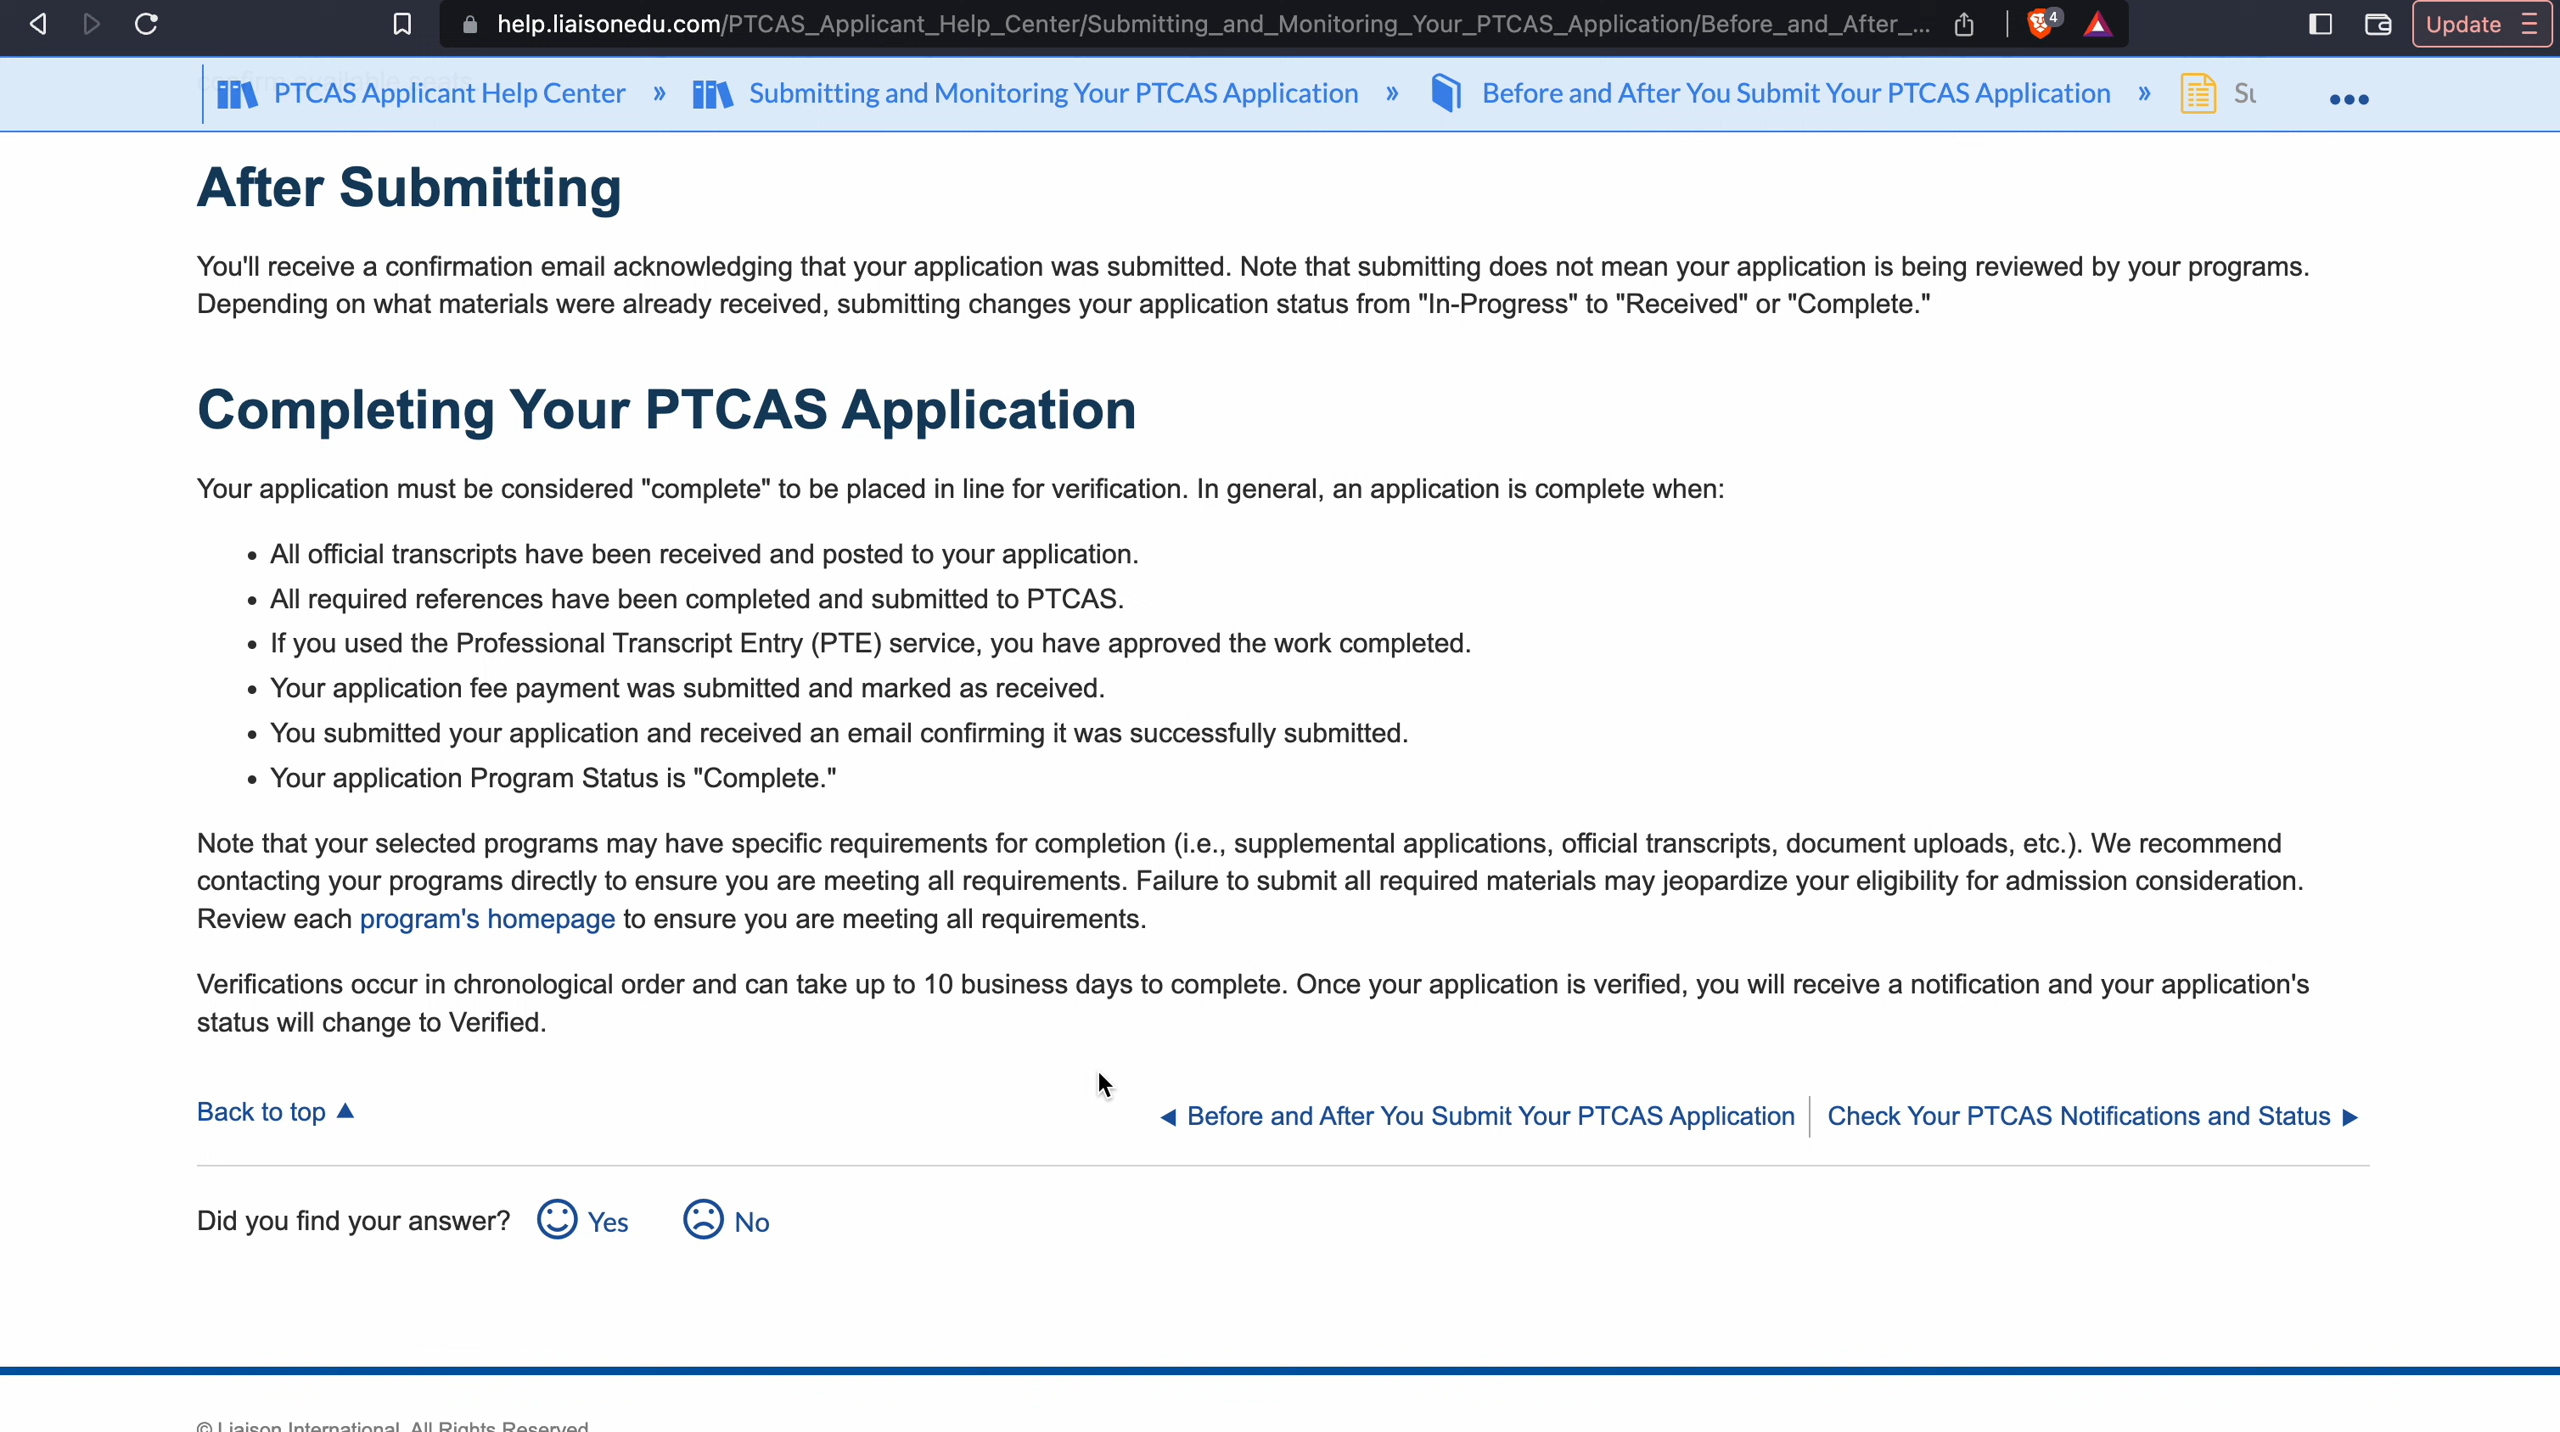 help.liaisonedu.com/PTCAS_Applicant_Help_Center/Submitting_and_Monitoring_Your_PTCAS_Application/Before_and_After_...
4
Update
PTCAS Applicant Help Center » Submitting and Monitoring Your PTCAS Application » Before and After You Submit Your PTCAS Application » Su
After Submitting
You'll receive a confirmation email acknowledging that your application was submitted. Note that submitting does not mean your application is being reviewed by your programs.
Depending on what materials were already received, submitting changes your application status from "In-Progress" to "Received" or "Complete."
Completing Your PTCAS Application
Your application must be considered "complete" to be placed in line for verification. In general, an application is complete when:
• All official transcripts have been received and posted to your application.
• All required references have been completed and submitted to PTCAS.
• If you used the Professional Transcript Entry (PTE) service, you have approved the work completed.
• Your application fee payment was submitted and marked as received.
• You submitted your application and received an email confirming it was successfully submitted.
• Your application Program Status is "Complete."
Note that your selected programs may have specific requirements for completion (i.e., supplemental applications, official transcripts, document uploads, etc.). We recommend
contacting your programs directly to ensure you are meeting all requirements. Failure to submit all required materials may jeopardize your eligibility for admission consideration.
Review each program's homepage to ensure you are meeting all requirements.
Verifications occur in chronological order and can take up to 10 business days to complete. Once your application is verified, you will receive a notification and your application's
status will change to Verified.
Back to top ▲
◄ Before and After You Submit Your PTCAS Application | Check Your PTCAS Notifications and Status ►
Did you find your answer? Yes No
© Liaison International. All Rights Reserved